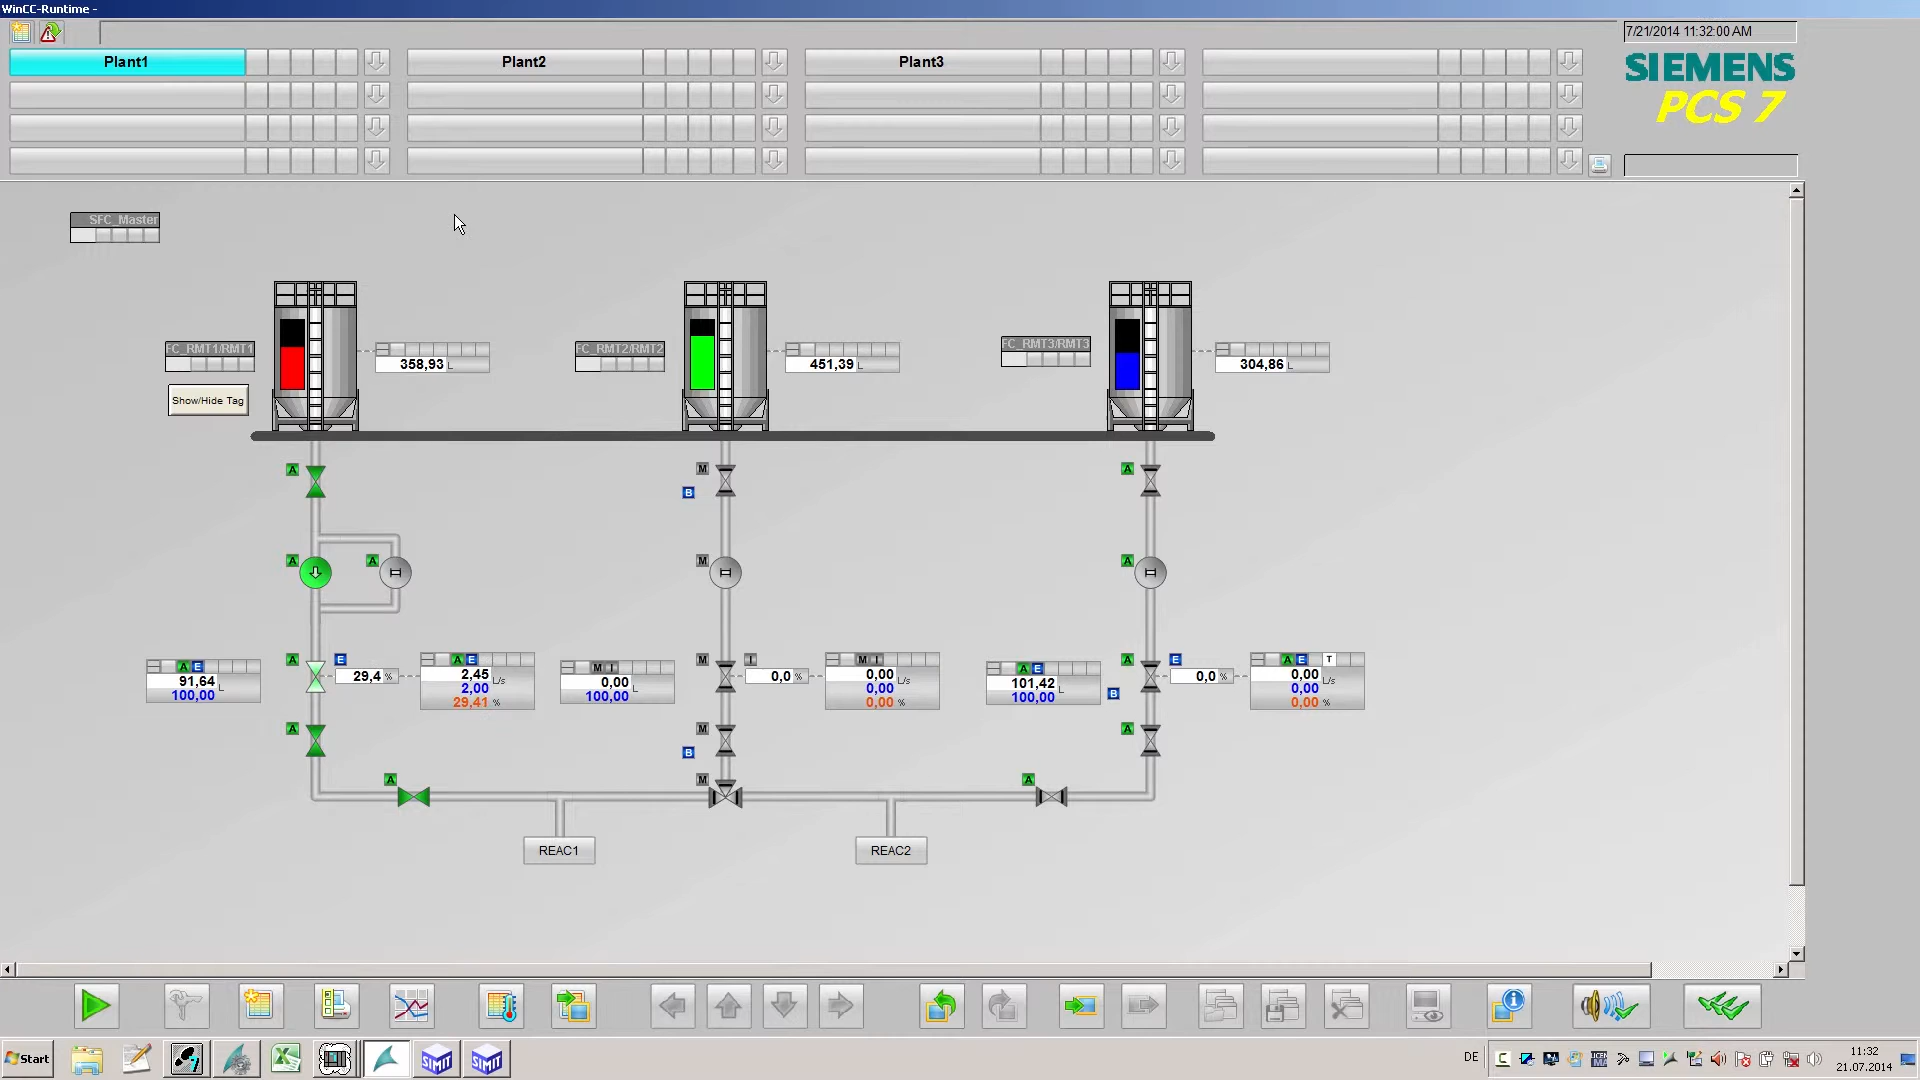 WinCC-Runtime -
7/21/2014 11:32:00 AM
Plant1
Plant2
Plant3
SIEMENS
PCS 7
SFC_Master
FC_RMT1/RMT1
358,93 L
FC_RMT2/RMT2
451,39 L
FC_RMT3/RMT3
304,86 L
Show/Hide Tag
A
M
A
B
A
A
M
A
A E
91,64 L
100,00
A
E
29,4 %
A E
2,45 L/s
2,00
29,41 %
M I
0,00 L
100,00
M
I
0,0 %
M I
0,00 L/s
0,00
0,00 %
A E
101,42 L
100,00
B
A
E
0,0 %
A E T
0,00 L/s
0,00
0,00 %
A
M
A
B
A
M
A
REAC1
REAC2
Start
SIMIT
SIMIT
DE
11:32
21.07.2014